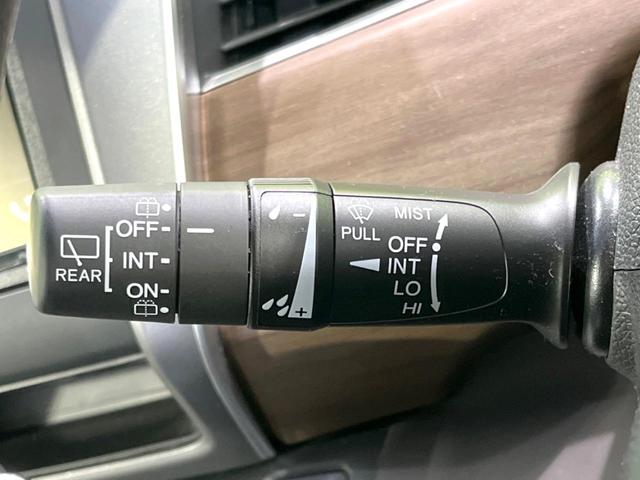 REAR
OFF
INT
ON
−
+
PULL
MIST
OFF
INT
LO
HI